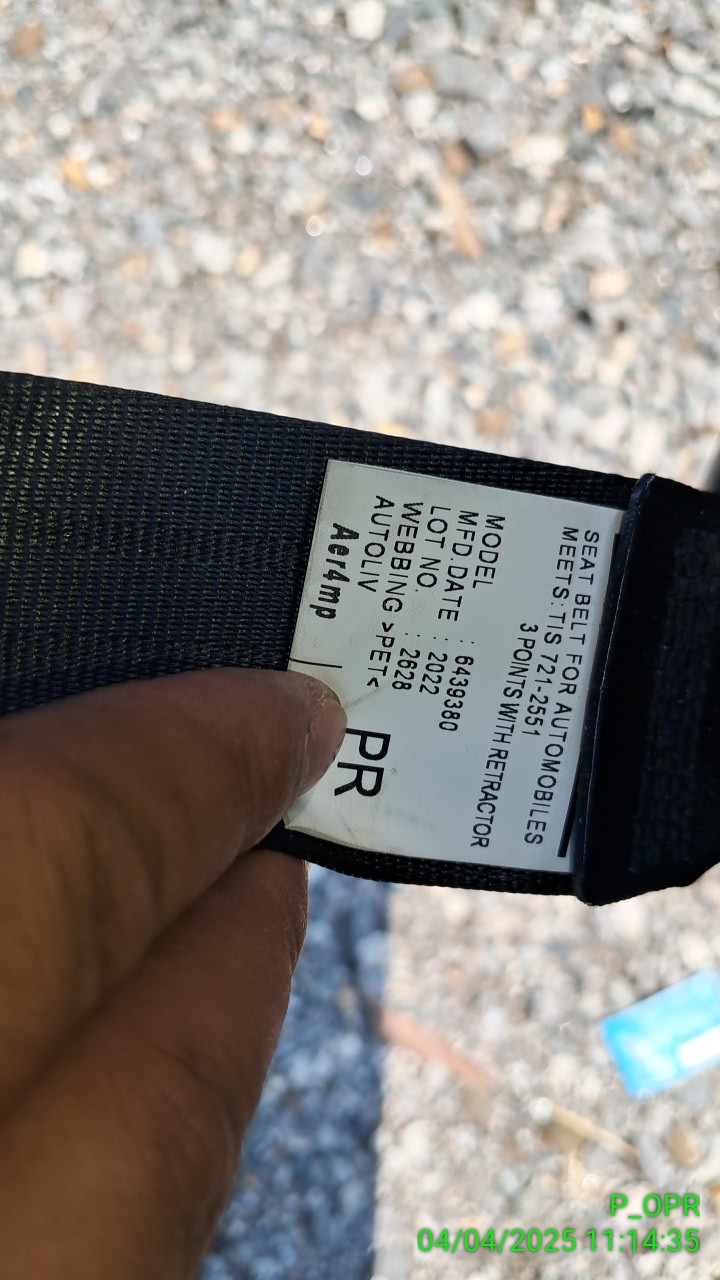 SEAT BELT FOR AUTOMOBILES
MEETS: TIS 721-2551
3 POINTS WITH RETRACTOR
MODEL : 6439380
MFD.DATE : 2022
LOT NO. : 2628
WEBBING >PET<
AUTOLIV PR
Aer4mp
P_OPR
04/04/2025 11:14:35